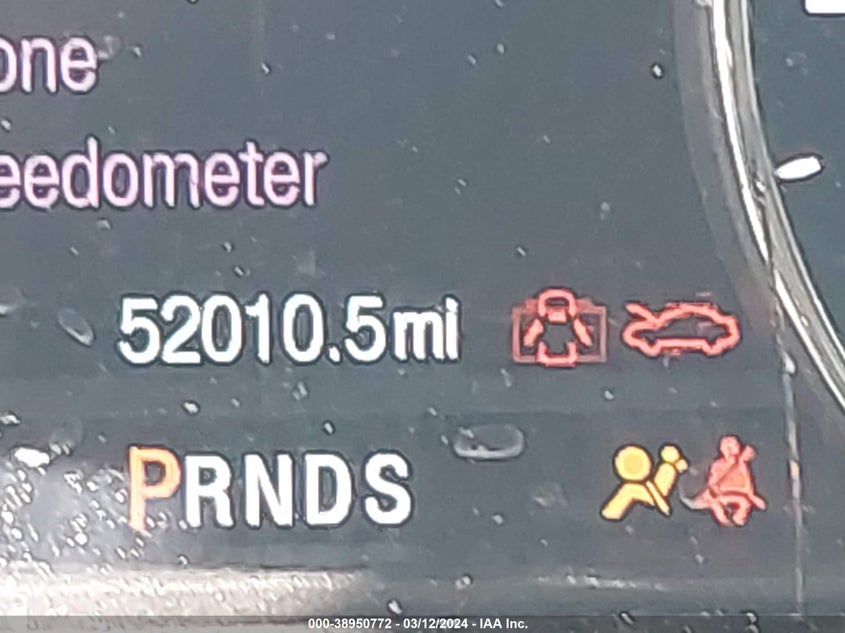 one
eedometer
52010.5mi
PRNDS
000-38950772 - 03/12/2024 - IAA Inc.